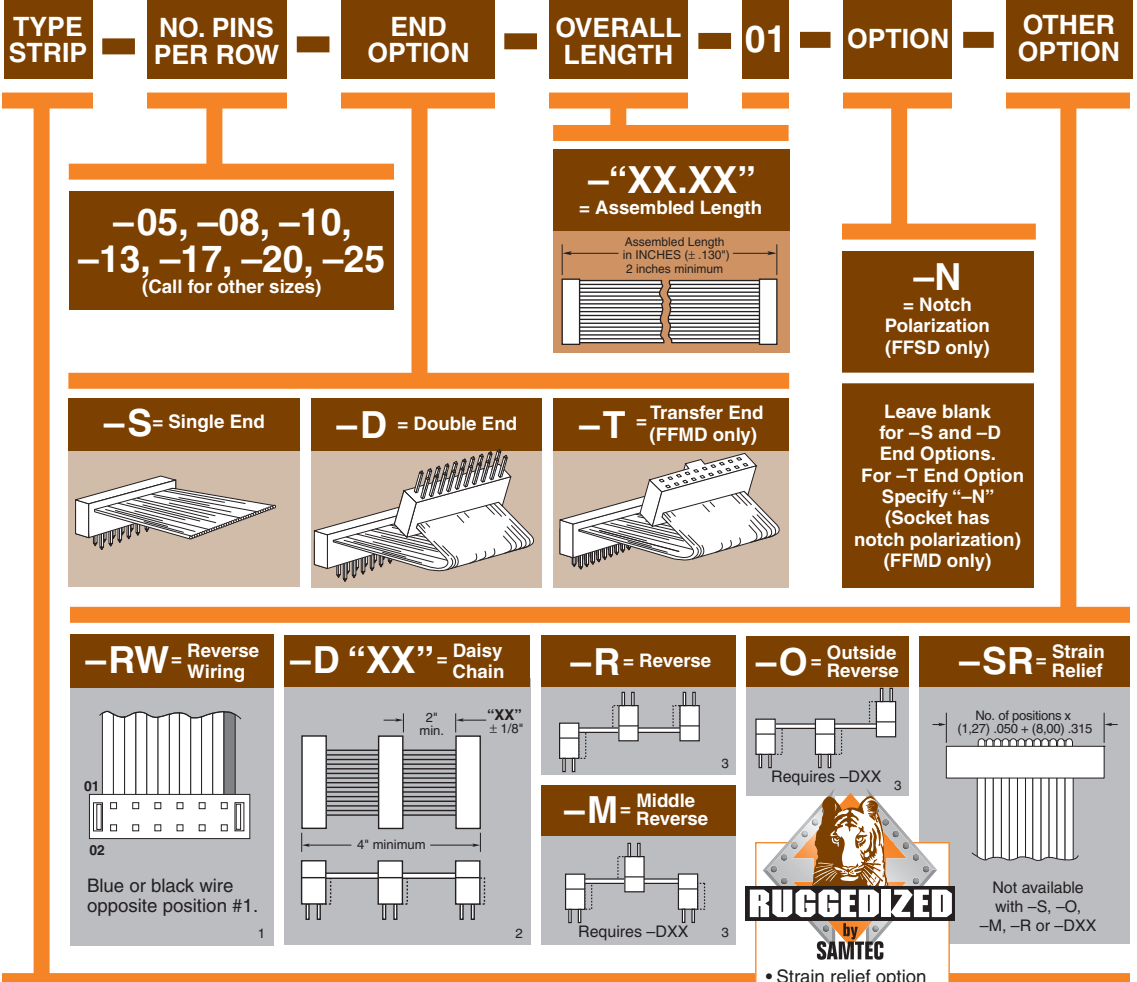 TYPE STRIP
NO. PINS PER ROW
END OPTION
OVERALL LENGTH
01
OPTION
OTHER OPTION
–05, –08, –10,
–13, –17, –20, –25
(Call for other sizes)
–“XX.XX”
= Assembled Length
Assembled Length
in INCHES (± .130")
2 inches minimum
–N
= Notch
Polarization
(FFSD only)
Leave blank
for –S and –D
End Options.
For –T End Option
Specify “–N”
(Socket has
notch polarization)
(FFMD only)
–S = Single End
–D = Double End
–T = Transfer End
(FFMD only)
–RW = Reverse
Wiring
01
02
Blue or black wire
opposite position #1.
1
–D “XX” = Daisy
Chain
2"
min.
“XX”
± 1/8"
4" minimum
2
–R = Reverse
3
–M = Middle
Reverse
Requires –DXX
3
–O = Outside
Reverse
Requires –DXX
3
–SR = Strain
Relief
No. of positions x
(1,27) .050 + (8,00) .315
Not available
with –S, –O,
–M, –R or –DXX
RUGGEDIZED
by
SAMTEC
• Strain relief option